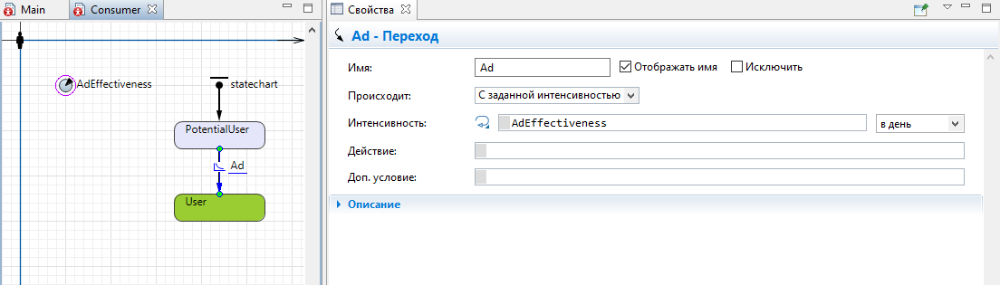 Main
Consumer
AdEffectiveness
statechart
PotentialUser
Ad
User
Свойства
Ad - Переход
Имя: Ad Отображать имя Исключить
Происходит: С заданной интенсивностью
Интенсивность: AdEffectiveness в день
Действие:
Доп. условие:
Описание